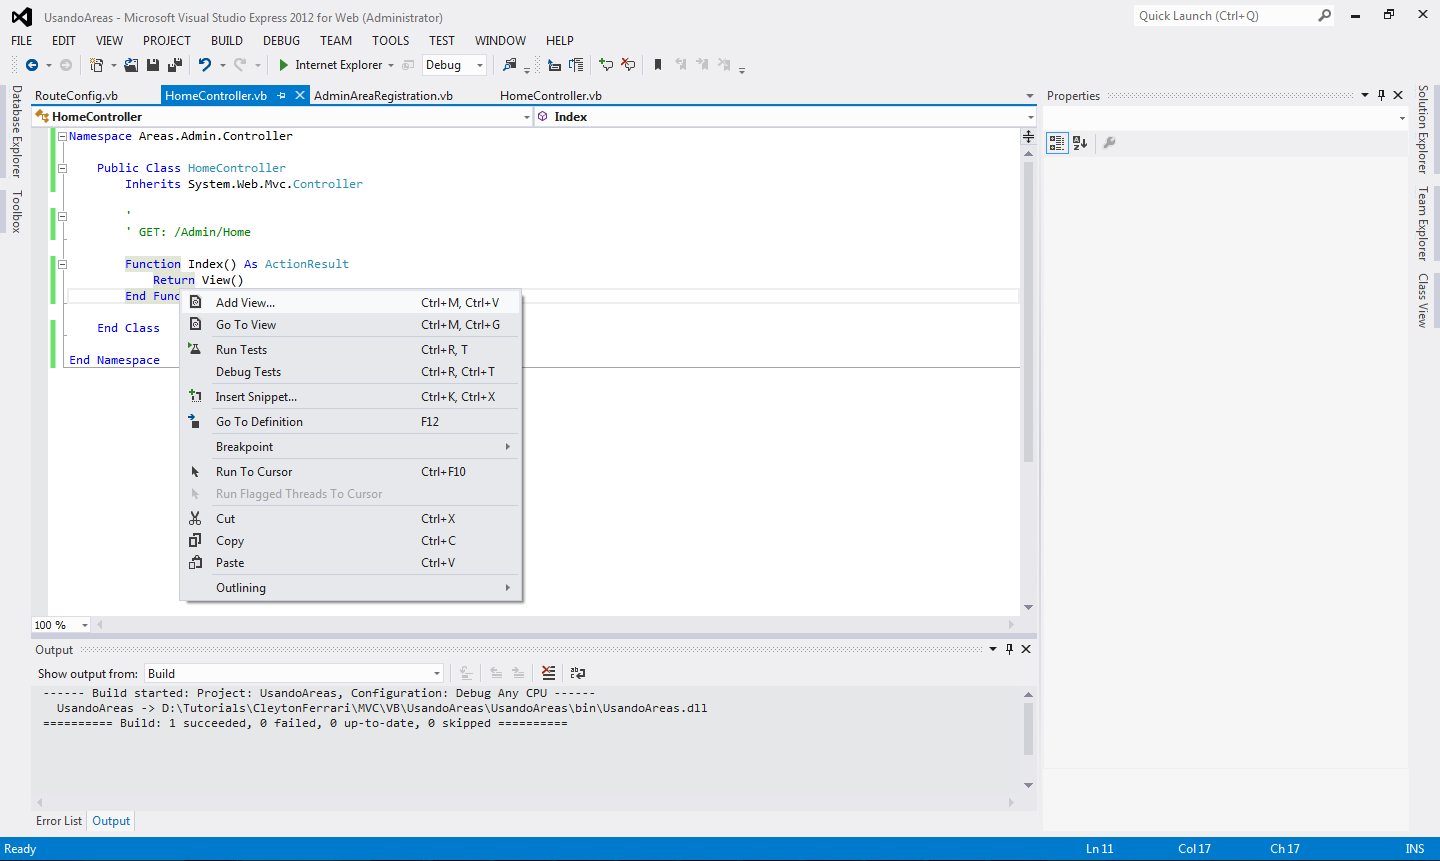 UsandoAreas - Microsoft Visual Studio Express 2012 for Web (Administrator)
Quick Launch (Ctrl+Q)
FILE EDIT VIEW PROJECT BUILD DEBUG TEAM TOOLS TEST WINDOW HELP
Internet Explorer Debug
Database Explorer
Toolbox
RouteConfig.vb HomeController.vb AdminAreaRegistration.vb HomeController.vb
HomeController Index
Namespace Areas.Admin.Controller
Public Class HomeController
Inherits System.Web.Mvc.Controller
'
' GET: /Admin/Home
Function Index() As ActionResult
Return View()
End Func
End Class
End Namespace
Add View... Ctrl+M, Ctrl+V
Go To View Ctrl+M, Ctrl+G
Run Tests Ctrl+R, T
Debug Tests Ctrl+R, Ctrl+T
Insert Snippet... Ctrl+K, Ctrl+X
Go To Definition F12
Breakpoint
Run To Cursor Ctrl+F10
Run Flagged Threads To Cursor
Cut Ctrl+X
Copy Ctrl+C
Paste Ctrl+V
Outlining
100 %
Output
Show output from: Build
------ Build started: Project: UsandoAreas, Configuration: Debug Any CPU ------
UsandoAreas -> D:\Tutorials\CleytonFerrari\MVC\VB\UsandoAreas\UsandoAreas\bin\UsandoAreas.dll
========== Build: 1 succeeded, 0 failed, 0 up-to-date, 0 skipped ==========
Error List Output
Properties
Solution Explorer
Team Explorer
Class View
Ready Ln 11 Col 17 Ch 17 INS